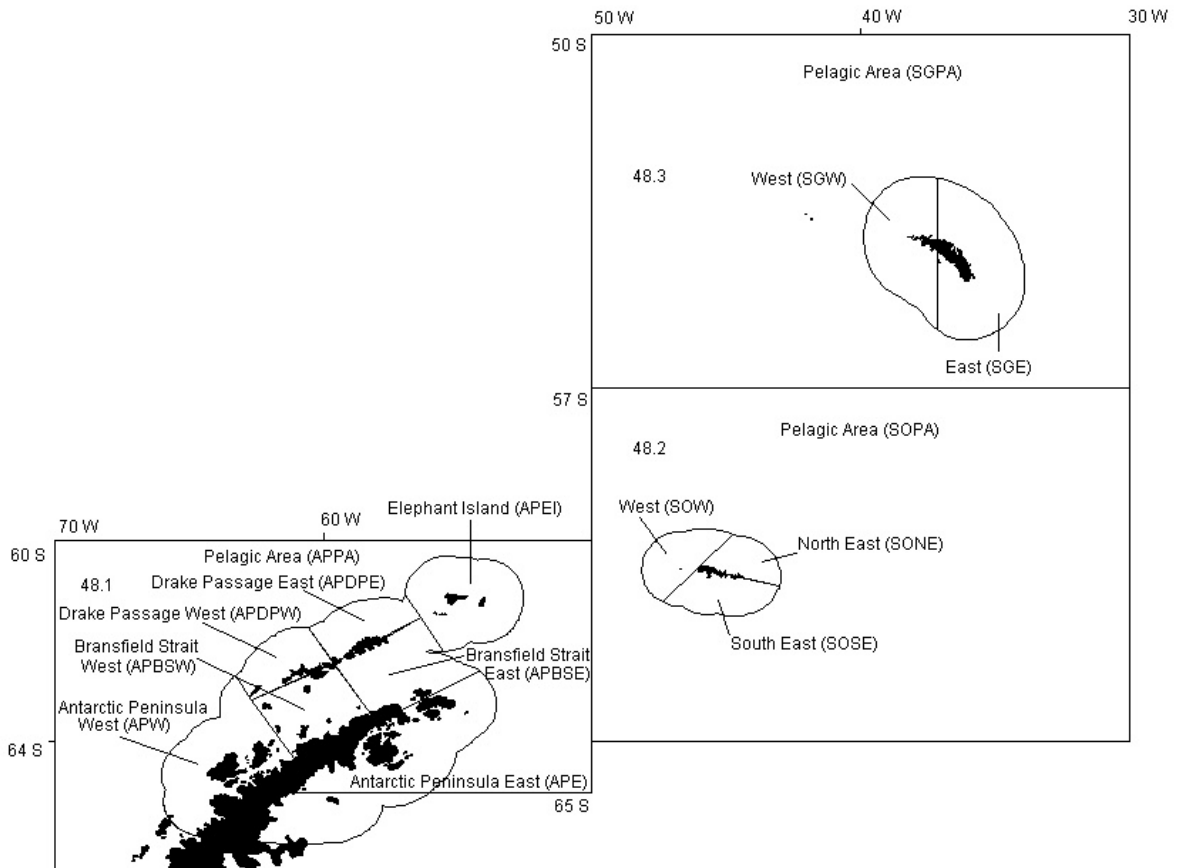 50 W
40 W
30 W
50 S
Pelagic Area (SGPA)
48.3
West (SGW)
East (SGE)
57 S
Pelagic Area (SOPA)
48.2
West (SOW)
North East (SONE)
South East (SOSE)
Elephant Island (APEI)
70 W
60 W
60 S
Pelagic Area (APPA)
48.1
Drake Passage East (APDPE)
Drake Passage West (APDPW)
Bransfield Strait
West (APBSW)
Bransfield Strait
East (APBSE)
Antarctic Peninsula
West (APW)
64 S
Antarctic Peninsula East (APE)
65 S